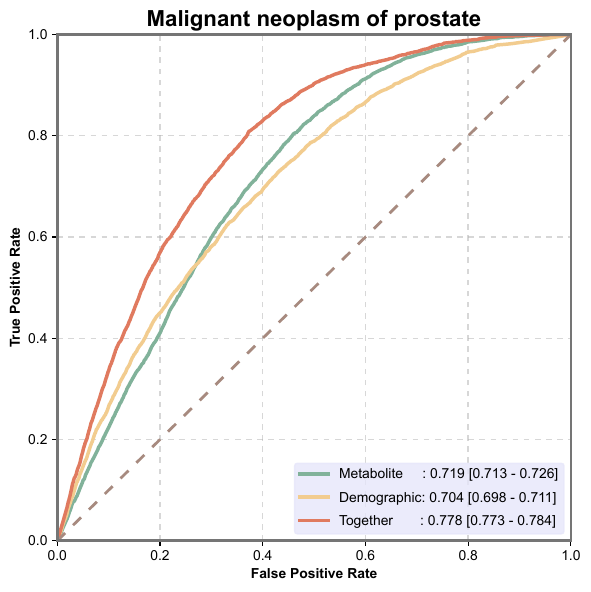 Malignant neoplasm of prostate
True Positive Rate
1.0
0.8
0.6
0.4
0.2
0.0
Metabolite : 0.719 [0.713 - 0.726]
Demographic: 0.704 [0.698 - 0.711]
Together : 0.778 [0.773 - 0.784]
0.0 0.2 0.4 0.6 0.8 1.0
False Positive Rate